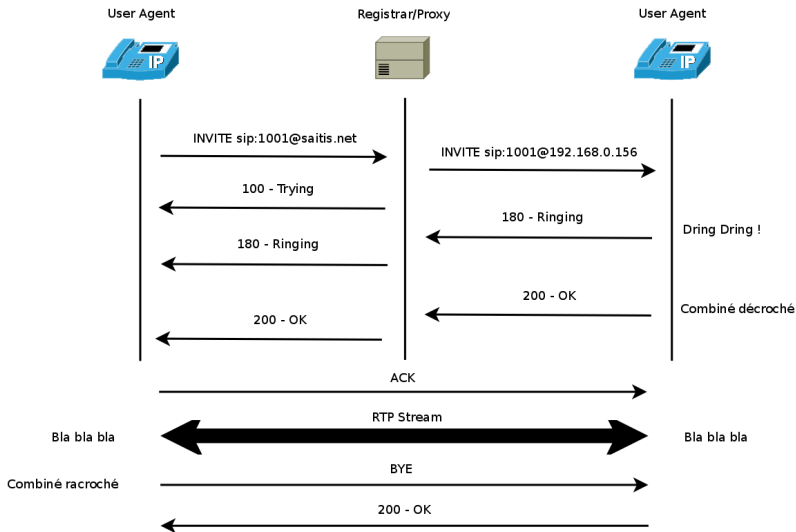 User Agent
Registrar/Proxy
User Agent
IP
IP
INVITE sip:1001@saitis.net
INVITE sip:1001@192.168.0.156
100 - Trying
180 - Ringing
Dring Dring !
180 - Ringing
200 - OK
Combiné décroché
200 - OK
ACK
RTP Stream
Bla bla bla
Bla bla bla
BYE
Combiné racroché
200 - OK